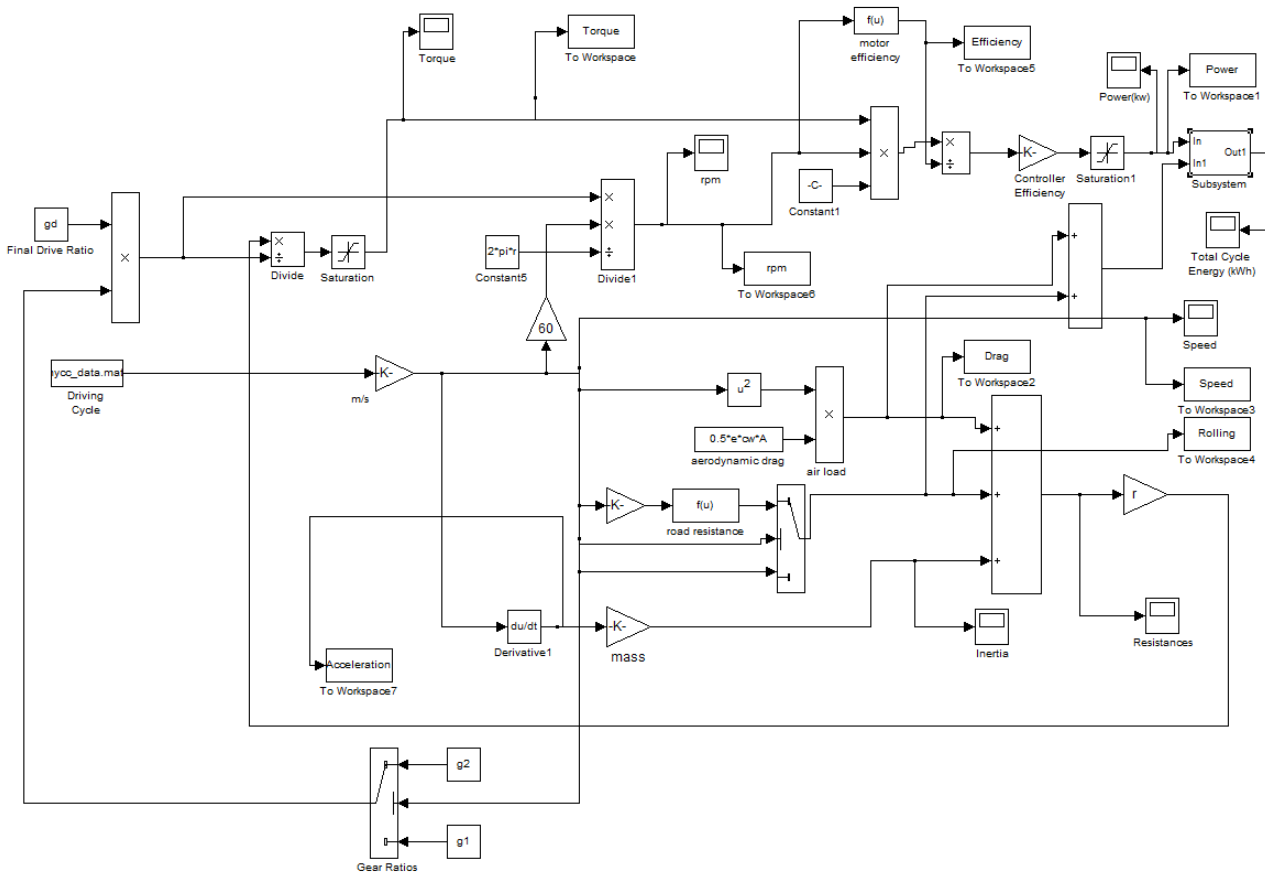 f(u)
motor
efficiency
Torque
Torque
To Workspace
Efficiency
To Workspace5
Power(kw)
Power
To Workspace1
×
×
÷
K-
Controller
Efficiency
Saturation1
In
In1
Out1
Subsystem
rpm
-C-
Constant1
gd
Final Drive Ratio
×
×
÷
Divide
Saturation
2*pi*r
Constant5
×
×
÷
Divide1
rpm
To Workspace6
+
+
Total Cycle
Energy (kWh)
60
Speed
ycc_data.mat
Driving
Cycle
K-
m/s
u²
Drag
To Workspace2
Speed
To Workspace3
0.5*e*cw*A
aerodynamic drag
×
air load
+
+
+
Rolling
To Workspace4
K-
f(u)
road resistance
r
du/dt
Derivative1
-K-
mass
Inertia
Resistances
Acceleration
To Workspace7
g2
g1
Gear Ratios